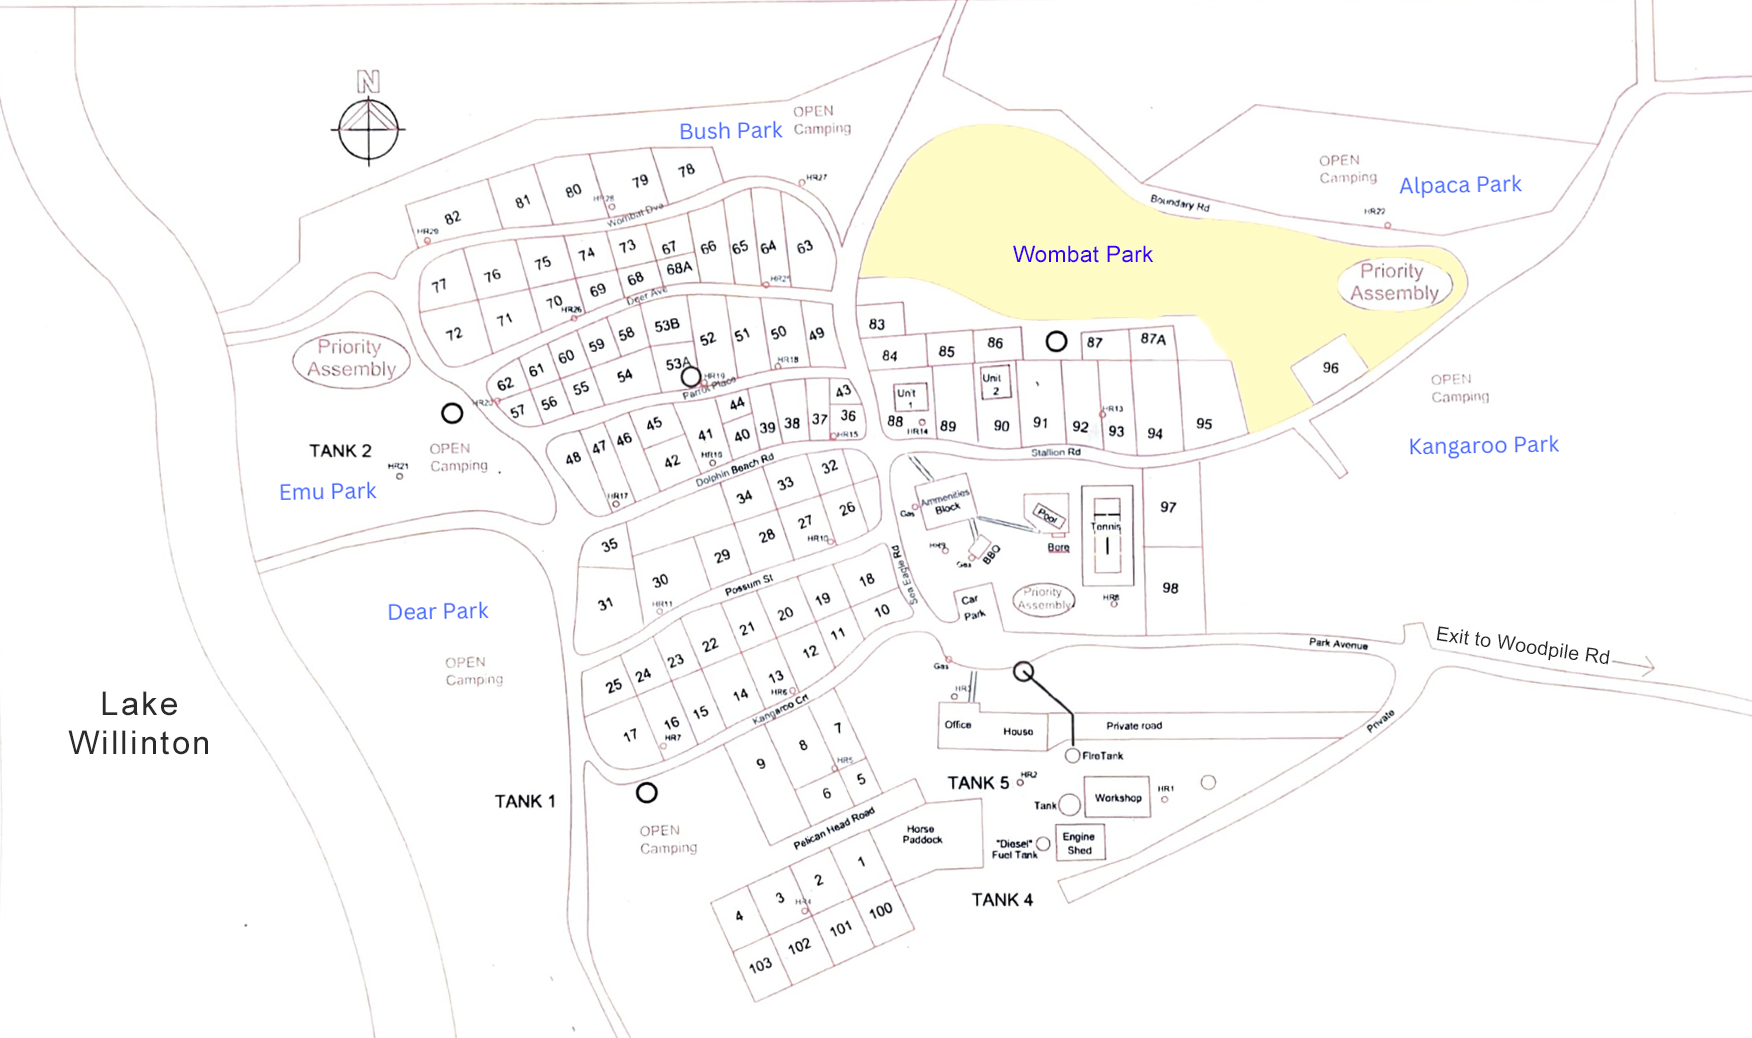 N
OPEN
Camping
Bush Park
78
79
80
81
82
HR28
HR29
HR27
Wombat Dve
OPEN
Camping
Alpaca Park
HR22
Boundary Rd
Wombat Park
Priority
Assembly
77
76
75
74
73
67
66
65
64
63
68A
68
69
70
71
72
HR25
HR26
Deer Ave
Priority
Assembly
62
61
60
59
58
53B
52
51
50
49
53A
54
55
56
57
HR18
HR19
HR20
Parrot Place
83
84
85
86
87
87A
96
OPEN
Camping
Kangaroo Park
Unit
1
Unit
2
88
89
90
91
92
93
94
95
HR13
HR14
Stallion Rd
TANK 2
OPEN
Camping
HR21
Emu Park
48
47
46
45
44
43
42
41
40
39
38
37
36
HR15
HR16
HR17
Dolphin Beach Rd
32
33
34
35
26
27
28
29
30
31
HR10
HR11
Possum St
Sea Eagle Rd
Ammenities
Block
Gas
HR9
Gas
BBQ
Pool
Bore
Tennis
97
98
HR8
Priority
Assembly
Car
Park
Dear Park
OPEN
Camping
18
19
20
21
22
23
24
25
10
11
12
13
14
15
16
17
HR6
HR7
Kangaroo Crt
Park Avenue
Exit to Woodpile Rd
Gas
HR3
Office
House
Private road
Private
Lake
Willinton
7
8
9
HR5
5
6
FireTank
TANK 5
HR2
Tank
Workshop
HR1
TANK 1
OPEN
Camping
Pelican Head Road
Horse
Paddock
"Diesel"
Fuel Tank
Engine
Shed
TANK 4
1
2
3
4
HR4
100
101
102
103